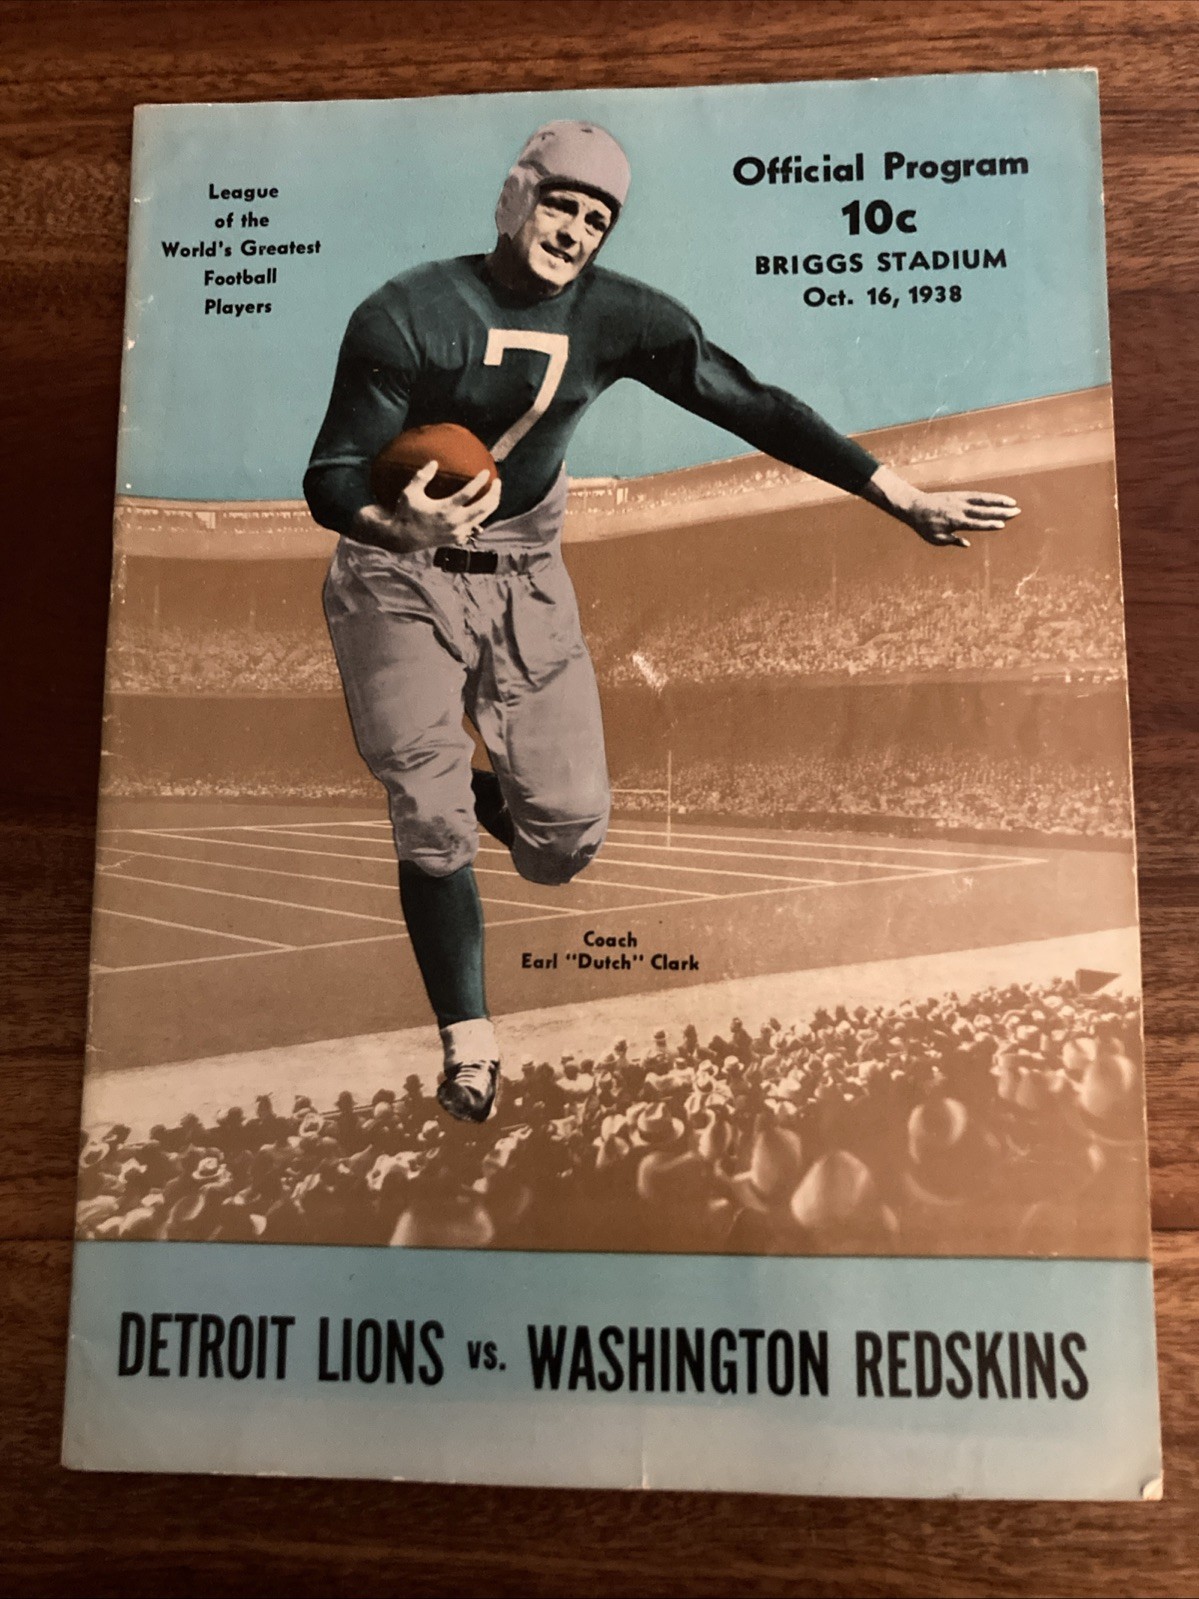 League
of the
World's Greatest
Football
Players
Official Program
10c
BRIGGS STADIUM
Oct. 16, 1938
7
Coach
Earl "Dutch" Clark
DETROIT LIONS vs. WASHINGTON REDSKINS